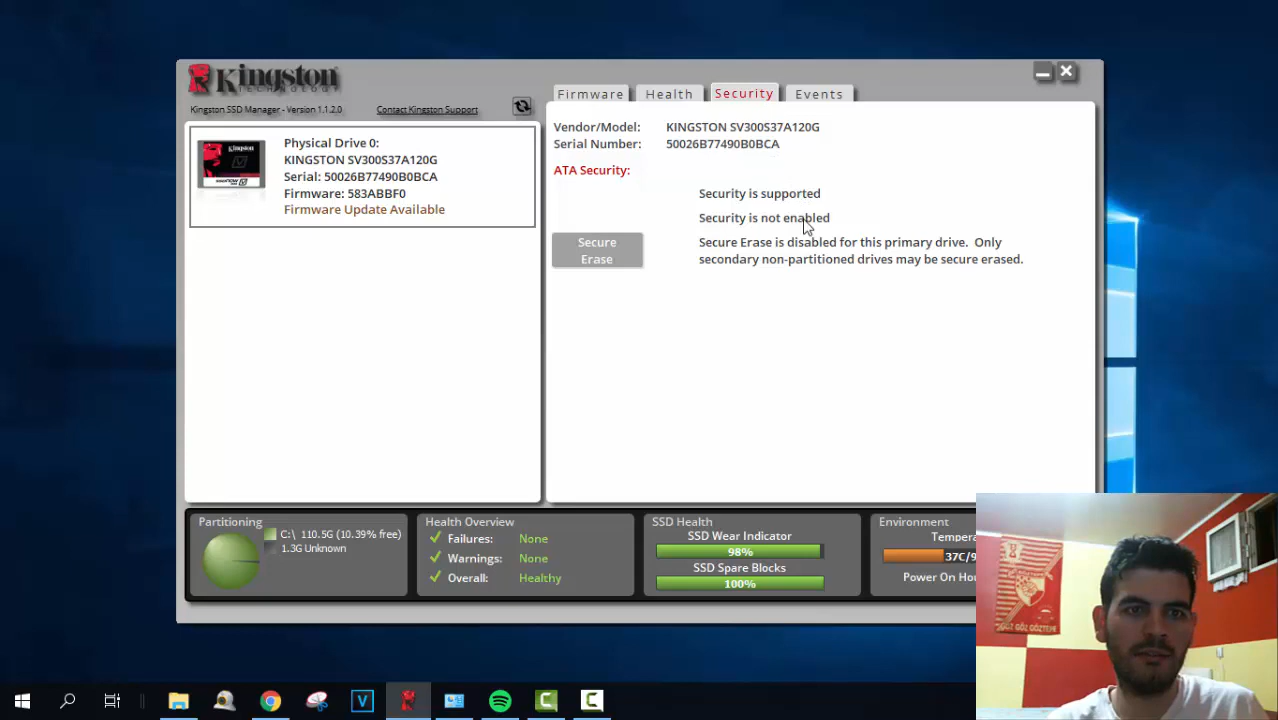 Kingston
TECHNOLOGY
Kingston SSD Manager - Version 1.1.2.0
Contact Kingston Support
Firmware
Health
Security
Events
Physical Drive 0:
KINGSTON SV300S37A120G
Serial: 50026B77490B0BCA
Firmware: 583ABBF0
Firmware Update Available
Vendor/Model: KINGSTON SV300S37A120G
Serial Number: 50026B77490B0BCA
ATA Security:
Security is supported
Security is not enabled
Secure
Erase
Secure Erase is disabled for this primary drive. Only
secondary non-partitioned drives may be secure erased.
Partitioning
C:\ 110.5G (10.39% free)
1.3G Unknown
Health Overview
Failures: None
Warnings: None
Overall: Healthy
SSD Health
SSD Wear Indicator
98%
SSD Spare Blocks
100%
Environment
Tempera
37C/9
Power On Hou
GÖZ GÖZTEPE